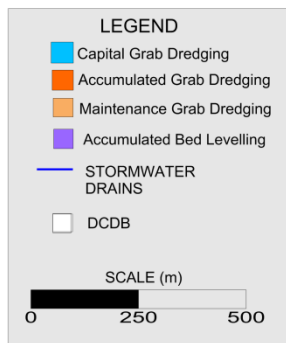 LEGEND
Capital Grab Dredging
Accumulated Grab Dredging
Maintenance Grab Dredging
Accumulated Bed Levelling
STORMWATER
DRAINS
DCDB
SCALE (m)
0 250 500